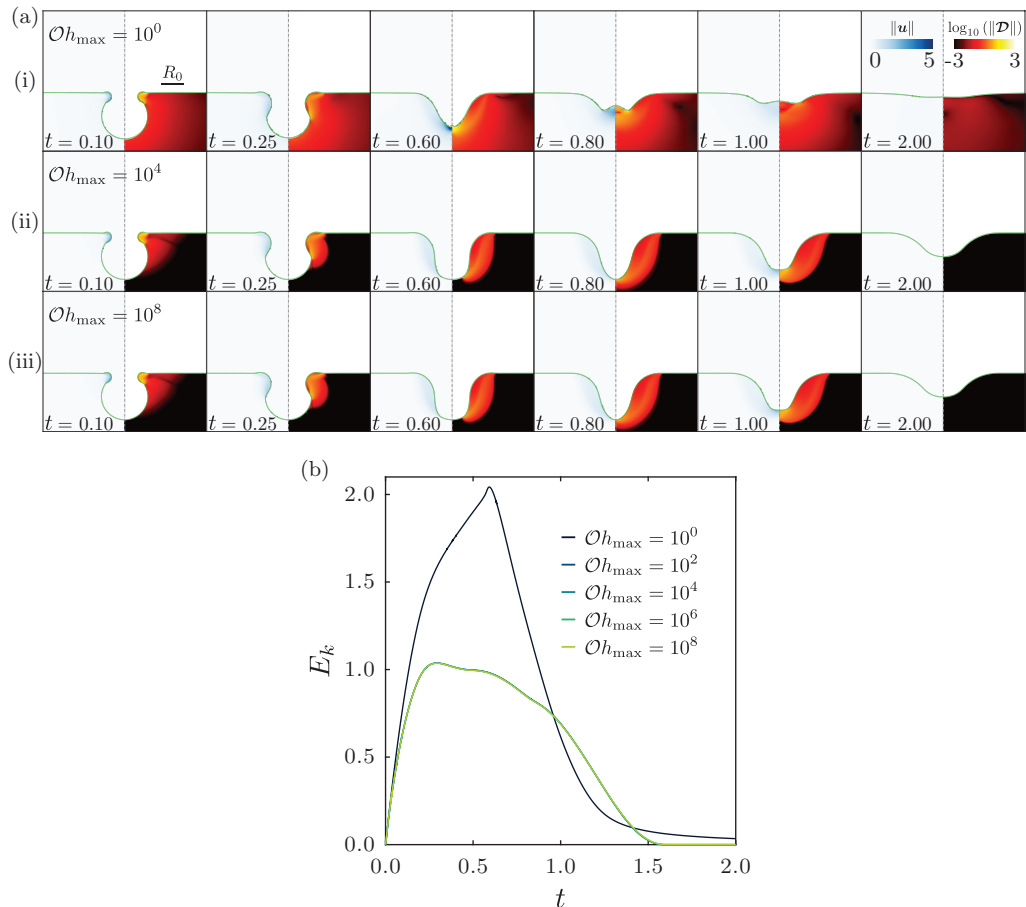 (a)
𝒪h_max = 10^0
‖u‖
0 5
log₁₀(‖𝒟‖)
-3 3
(i)
R_0
t = 0.10
t = 0.25
t = 0.60
t = 0.80
t = 1.00
t = 2.00
𝒪h_max = 10^4
(ii)
t = 0.10
t = 0.25
t = 0.60
t = 0.80
t = 1.00
t = 2.00
𝒪h_max = 10^8
(iii)
t = 0.10
t = 0.25
t = 0.60
t = 0.80
t = 1.00
t = 2.00
(b)
2.0
1.5
1.0
0.5
0.0
E_k
𝒪h_max = 10^0
𝒪h_max = 10^2
𝒪h_max = 10^4
𝒪h_max = 10^6
𝒪h_max = 10^8
0.0 0.5 1.0 1.5 2.0
t